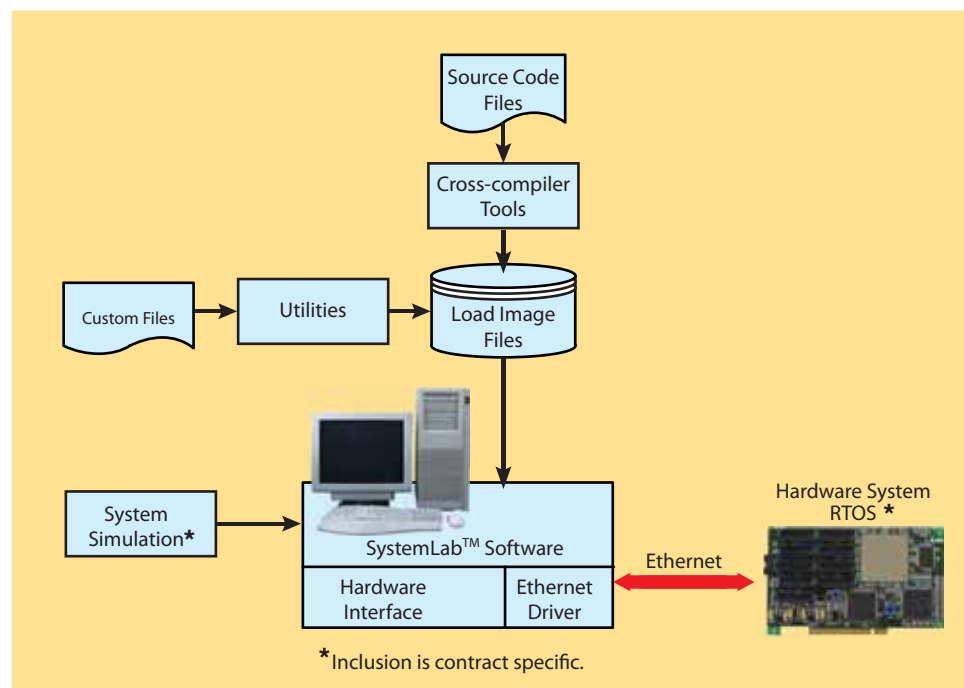 Source Code
Files
Cross-compiler
Tools
Custom Files
Utilities
Load Image
Files
System
Simulation*
SystemLab™ Software
Hardware
Interface
Ethernet
Driver
Ethernet
Hardware System
RTOS *
*Inclusion is contract specific.